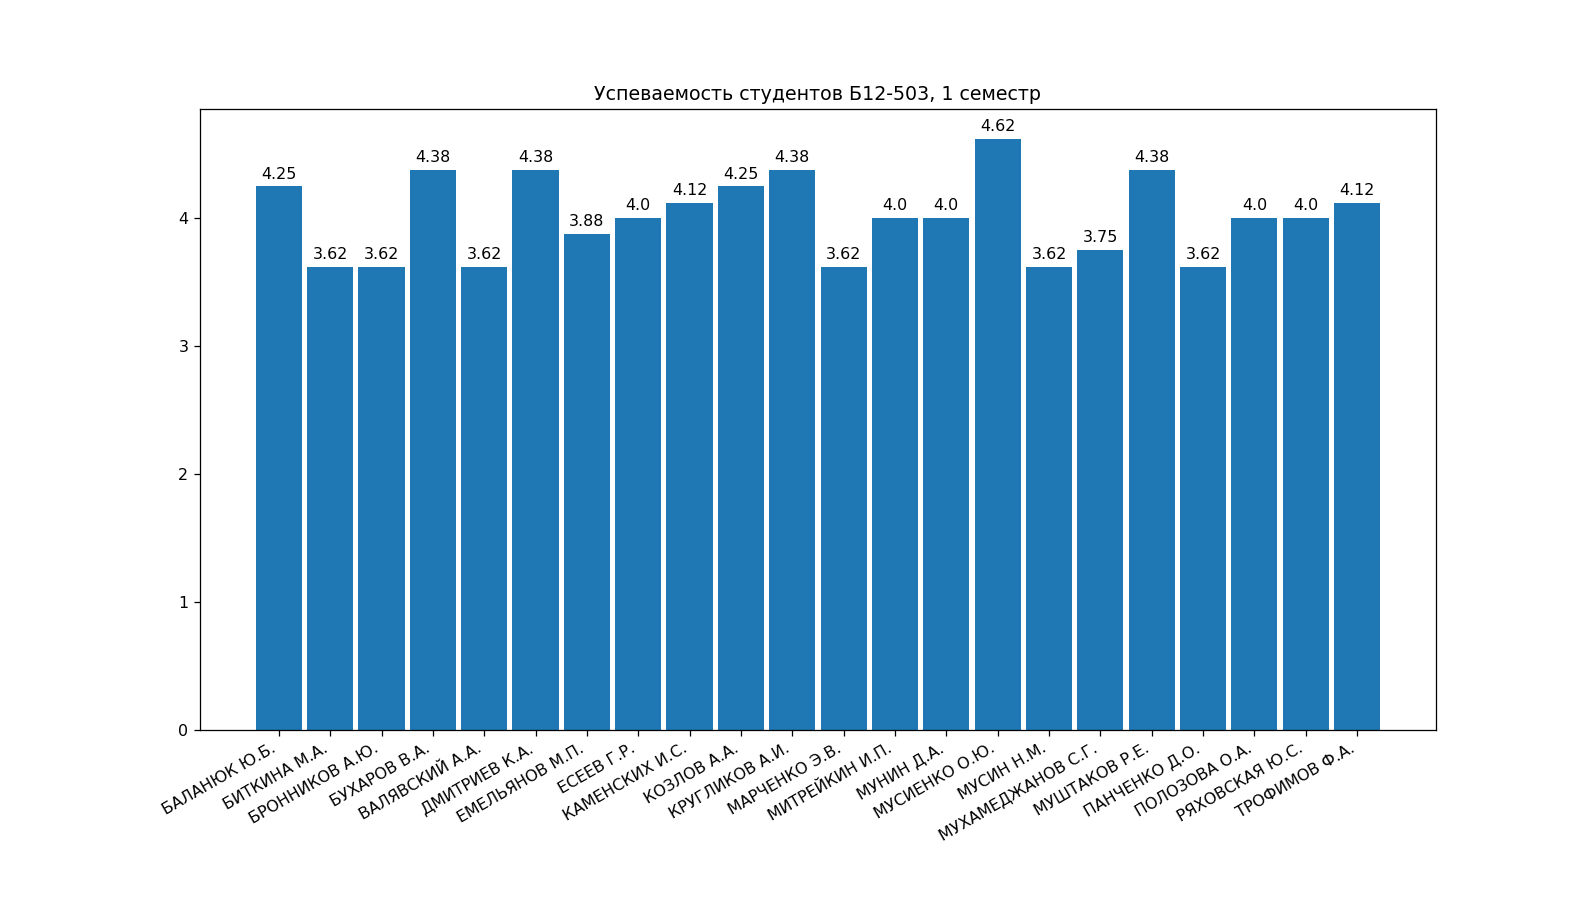 Успеваемость студентов Б12-503, 1 семестр
4.25
3.62
3.62
4.38
3.62
4.38
3.88
4.0
4.12
4.25
4.38
3.62
4.0
4.0
4.62
3.62
3.75
4.38
3.62
4.0
4.0
4.12
4
3
2
1
0
БАЛАНЮК Ю.Б.
БИТКИНА М.А.
БРОННИКОВ А.Ю.
БУХАРОВ В.А.
ВАЛЯВСКИЙ А.А.
ДМИТРИЕВ К.А.
ЕМЕЛЬЯНОВ М.П.
ЕСЕЕВ Г.Р.
КАМЕНСКИХ И.С.
КОЗЛОВ А.А.
КРУГЛИКОВ А.И.
МАРЧЕНКО Э.В.
МИТРЕЙКИН И.П.
МУНИН Д.А.
МУСИЕНКО О.Ю.
МУСИН Н.М.
МУХАМЕДЖАНОВ С.Г.
МУШТАКОВ Р.Е.
ПАНЧЕНКО Д.О.
ПОЛОЗОВА О.А.
РЯХОВСКАЯ Ю.С.
ТРОФИМОВ Ф.А.